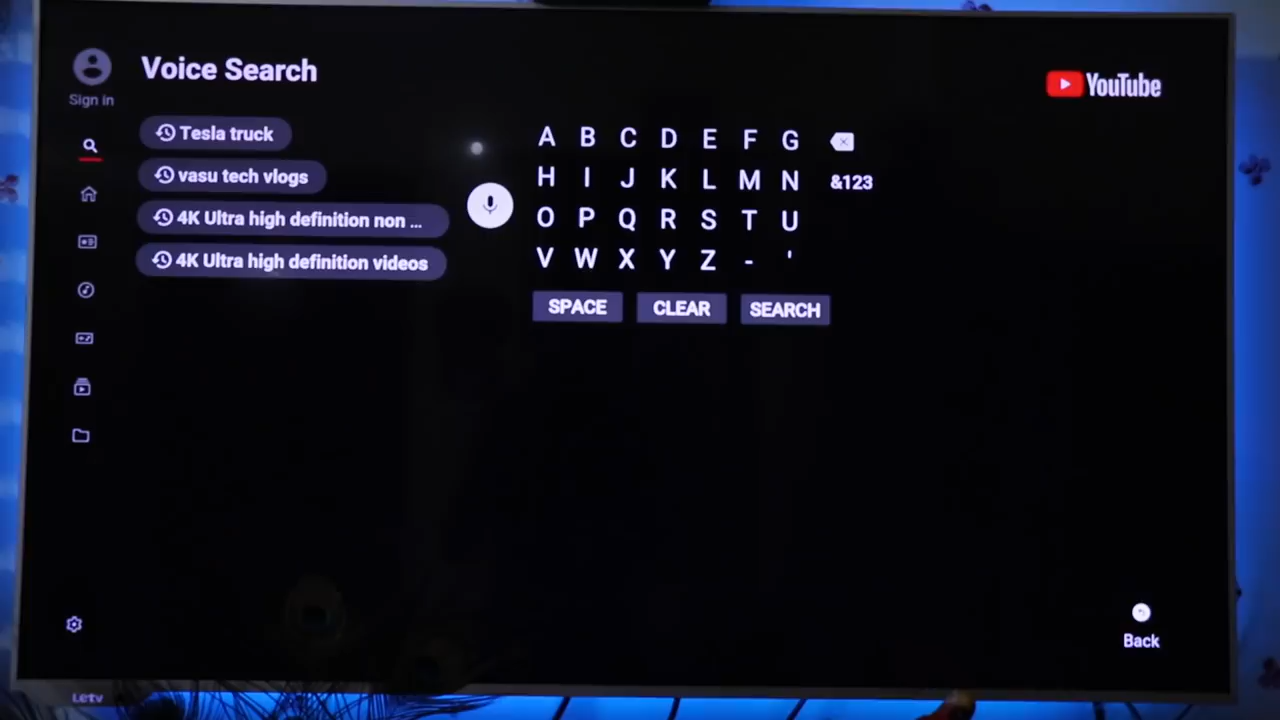 Voice Search
Sign in
YouTube
Tesla truck
vasu tech vlogs
4K Ultra high definition non ...
4K Ultra high definition videos
A B C D E F G
H I J K L M N &123
O P Q R S T U
V W X Y Z - '
SPACE CLEAR SEARCH
Back
Letv